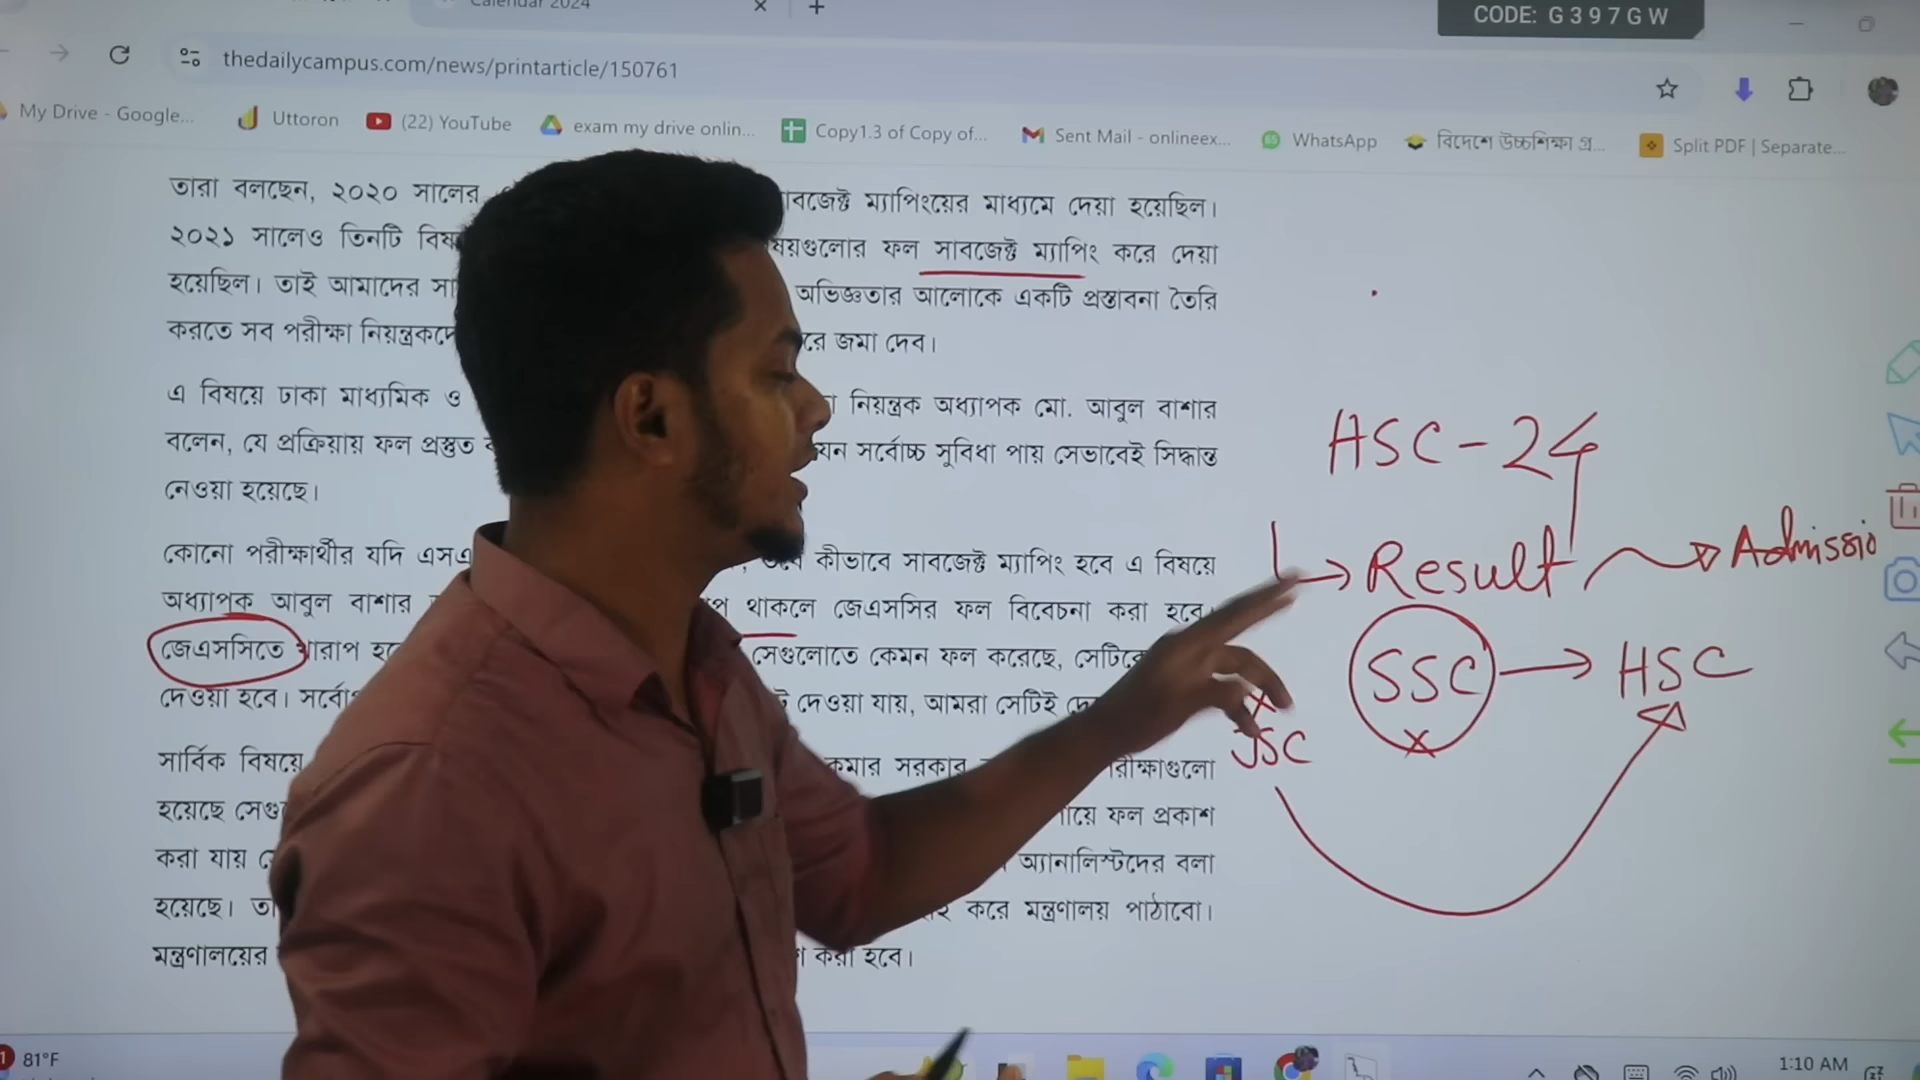 Calendar 2024
CODE: G397GW
thedailycampus.com/news/printarticle/150761
My Drive - Google...
Uttoron
(22) YouTube
exam my drive onlin...
Copy1.3 of Copy of...
Sent Mail - onlineex...
WhatsApp
বিদেশে উচ্চশিক্ষা প্র...
Split PDF | Separate...
তারা বলছেন, ২০২০ সালের সাবজেক্ট ম্যাপিংয়ের মাধ্যমে দেয়া হয়েছিল।
২০২১ সালেও তিনটি ফল সাবজেক্ট ম্যাপিং করে দেয়া
হয়েছিল। তাই আমাদের অভিজ্ঞতার আলোকে একটি প্রস্তাবনা তৈরি
করতে সব পরীক্ষা জমা দেব।
এ বিষয়ে ঢাকা মাধ্যমিক ও নিয়ন্ত্রক অধ্যাপক মো. আবুল বাশার
বলেন, যে প্রক্রিয়ায় ফল প্রস্তুত সর্বোচ্চ সুবিধা পায় সেভাবেই সিদ্ধান্ত
নেওয়া হয়েছে।
কোনো পরীক্ষার্থীর যদি কীভাবে সাবজেক্ট ম্যাপিং হবে এ বিষয়ে
অধ্যাপক আবুল বাশার থাকলে জেএসসির ফল বিবেচনা করা হবে।
জেএসসিতে খারাপ সেগুলোতে কেমন ফল করেছে,
দেওয়া হবে। দেওয়া যায়, আমরা সেটিই
সার্বিক বিষয়ে সরকার
হয়েছে ফল প্রকাশ
করা যায় অ্যানালিস্টদের বলা
হয়েছে। করে মন্ত্রণালয় পাঠাবো।
মন্ত্রণালয়ের করা হবে।
HSC-24
Result
Admissio
SSC
HSC
JSC
81°F
1:10 AM